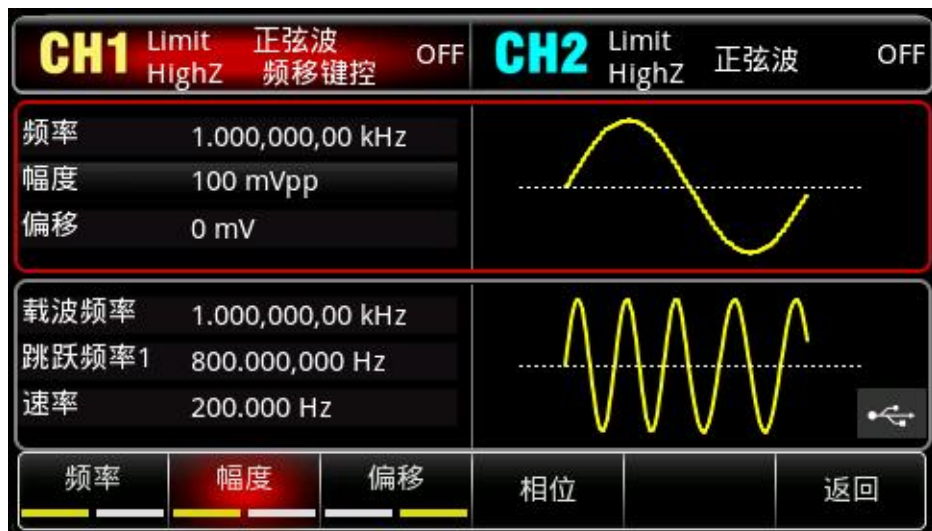 CH1 Limit 正弦波 OFF
HighZ 频移键控
CH2 Limit 正弦波 OFF
HighZ
频率 1.000,000,00 kHz
幅度 100 mVpp
偏移 0 mV
载波频率 1.000,000,00 kHz
跳跃频率1 800.000,000 Hz
速率 200.000 Hz
频率 幅度 偏移 相位 返回